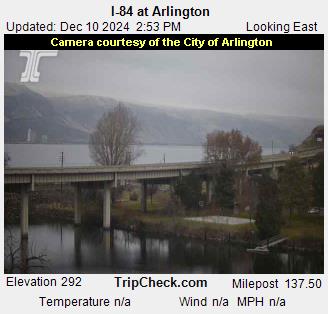 I-84 at Arlington
Updated: Dec 10 2024 2:53 PM Looking East
Camera courtesy of the City of Arlington
Elevation 292 TripCheck.com Milepost 137.50
Temperature n/a Wind n/a MPH n/a